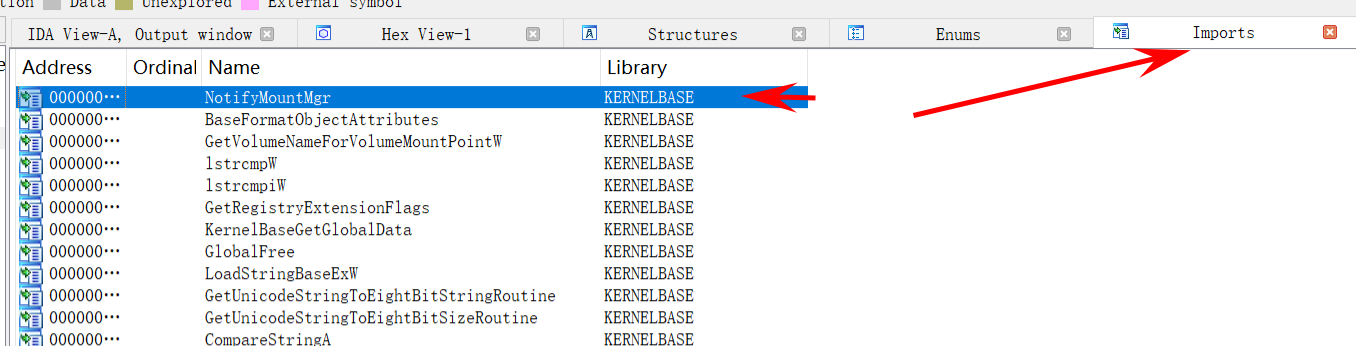 Data Unexplored External symbol
IDA View-A, Output window Hex View-1 Structures Enums Imports
Address Ordinal Name Library
000000… NotifyMountMgr KERNELBASE
000000… BaseFormatObjectAttributes KERNELBASE
000000… GetVolumeNameForVolumeMountPointW KERNELBASE
000000… lstrcmpW KERNELBASE
000000… lstrcmpiW KERNELBASE
000000… GetRegistryExtensionFlags KERNELBASE
000000… KernelBaseGetGlobalData KERNELBASE
000000… GlobalFree KERNELBASE
000000… LoadStringBaseExW KERNELBASE
000000… GetUnicodeStringToEightBitStringRoutine KERNELBASE
000000… GetUnicodeStringToEightBitSizeRoutine KERNELBASE
000000… CompareStringA KERNELBASE